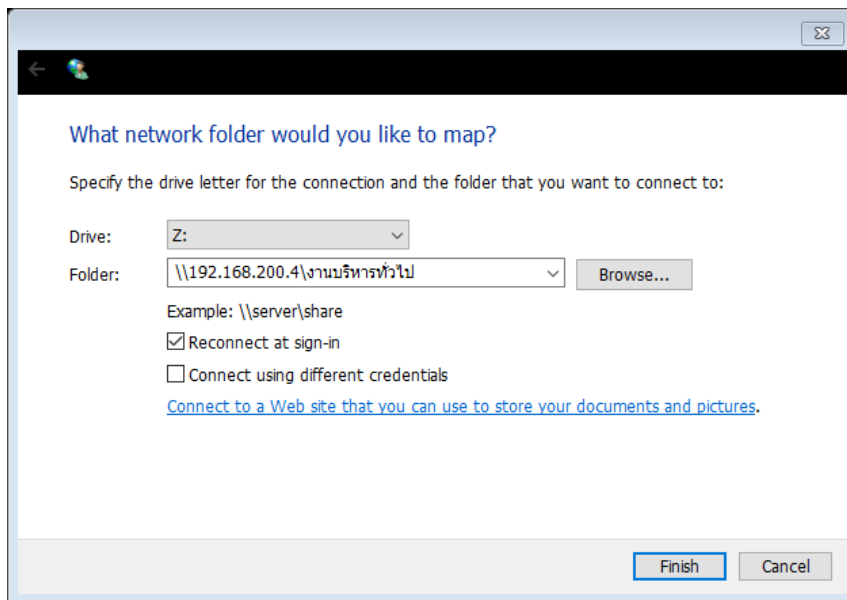 What network folder would you like to map?
Specify the drive letter for the connection and the folder that you want to connect to:
Drive: Z:
Folder: \\192.168.200.4\งานบริหารทั่วไป Browse...
Example: \\server\share
Reconnect at sign-in
Connect using different credentials
Connect to a Web site that you can use to store your documents and pictures.
Finish Cancel